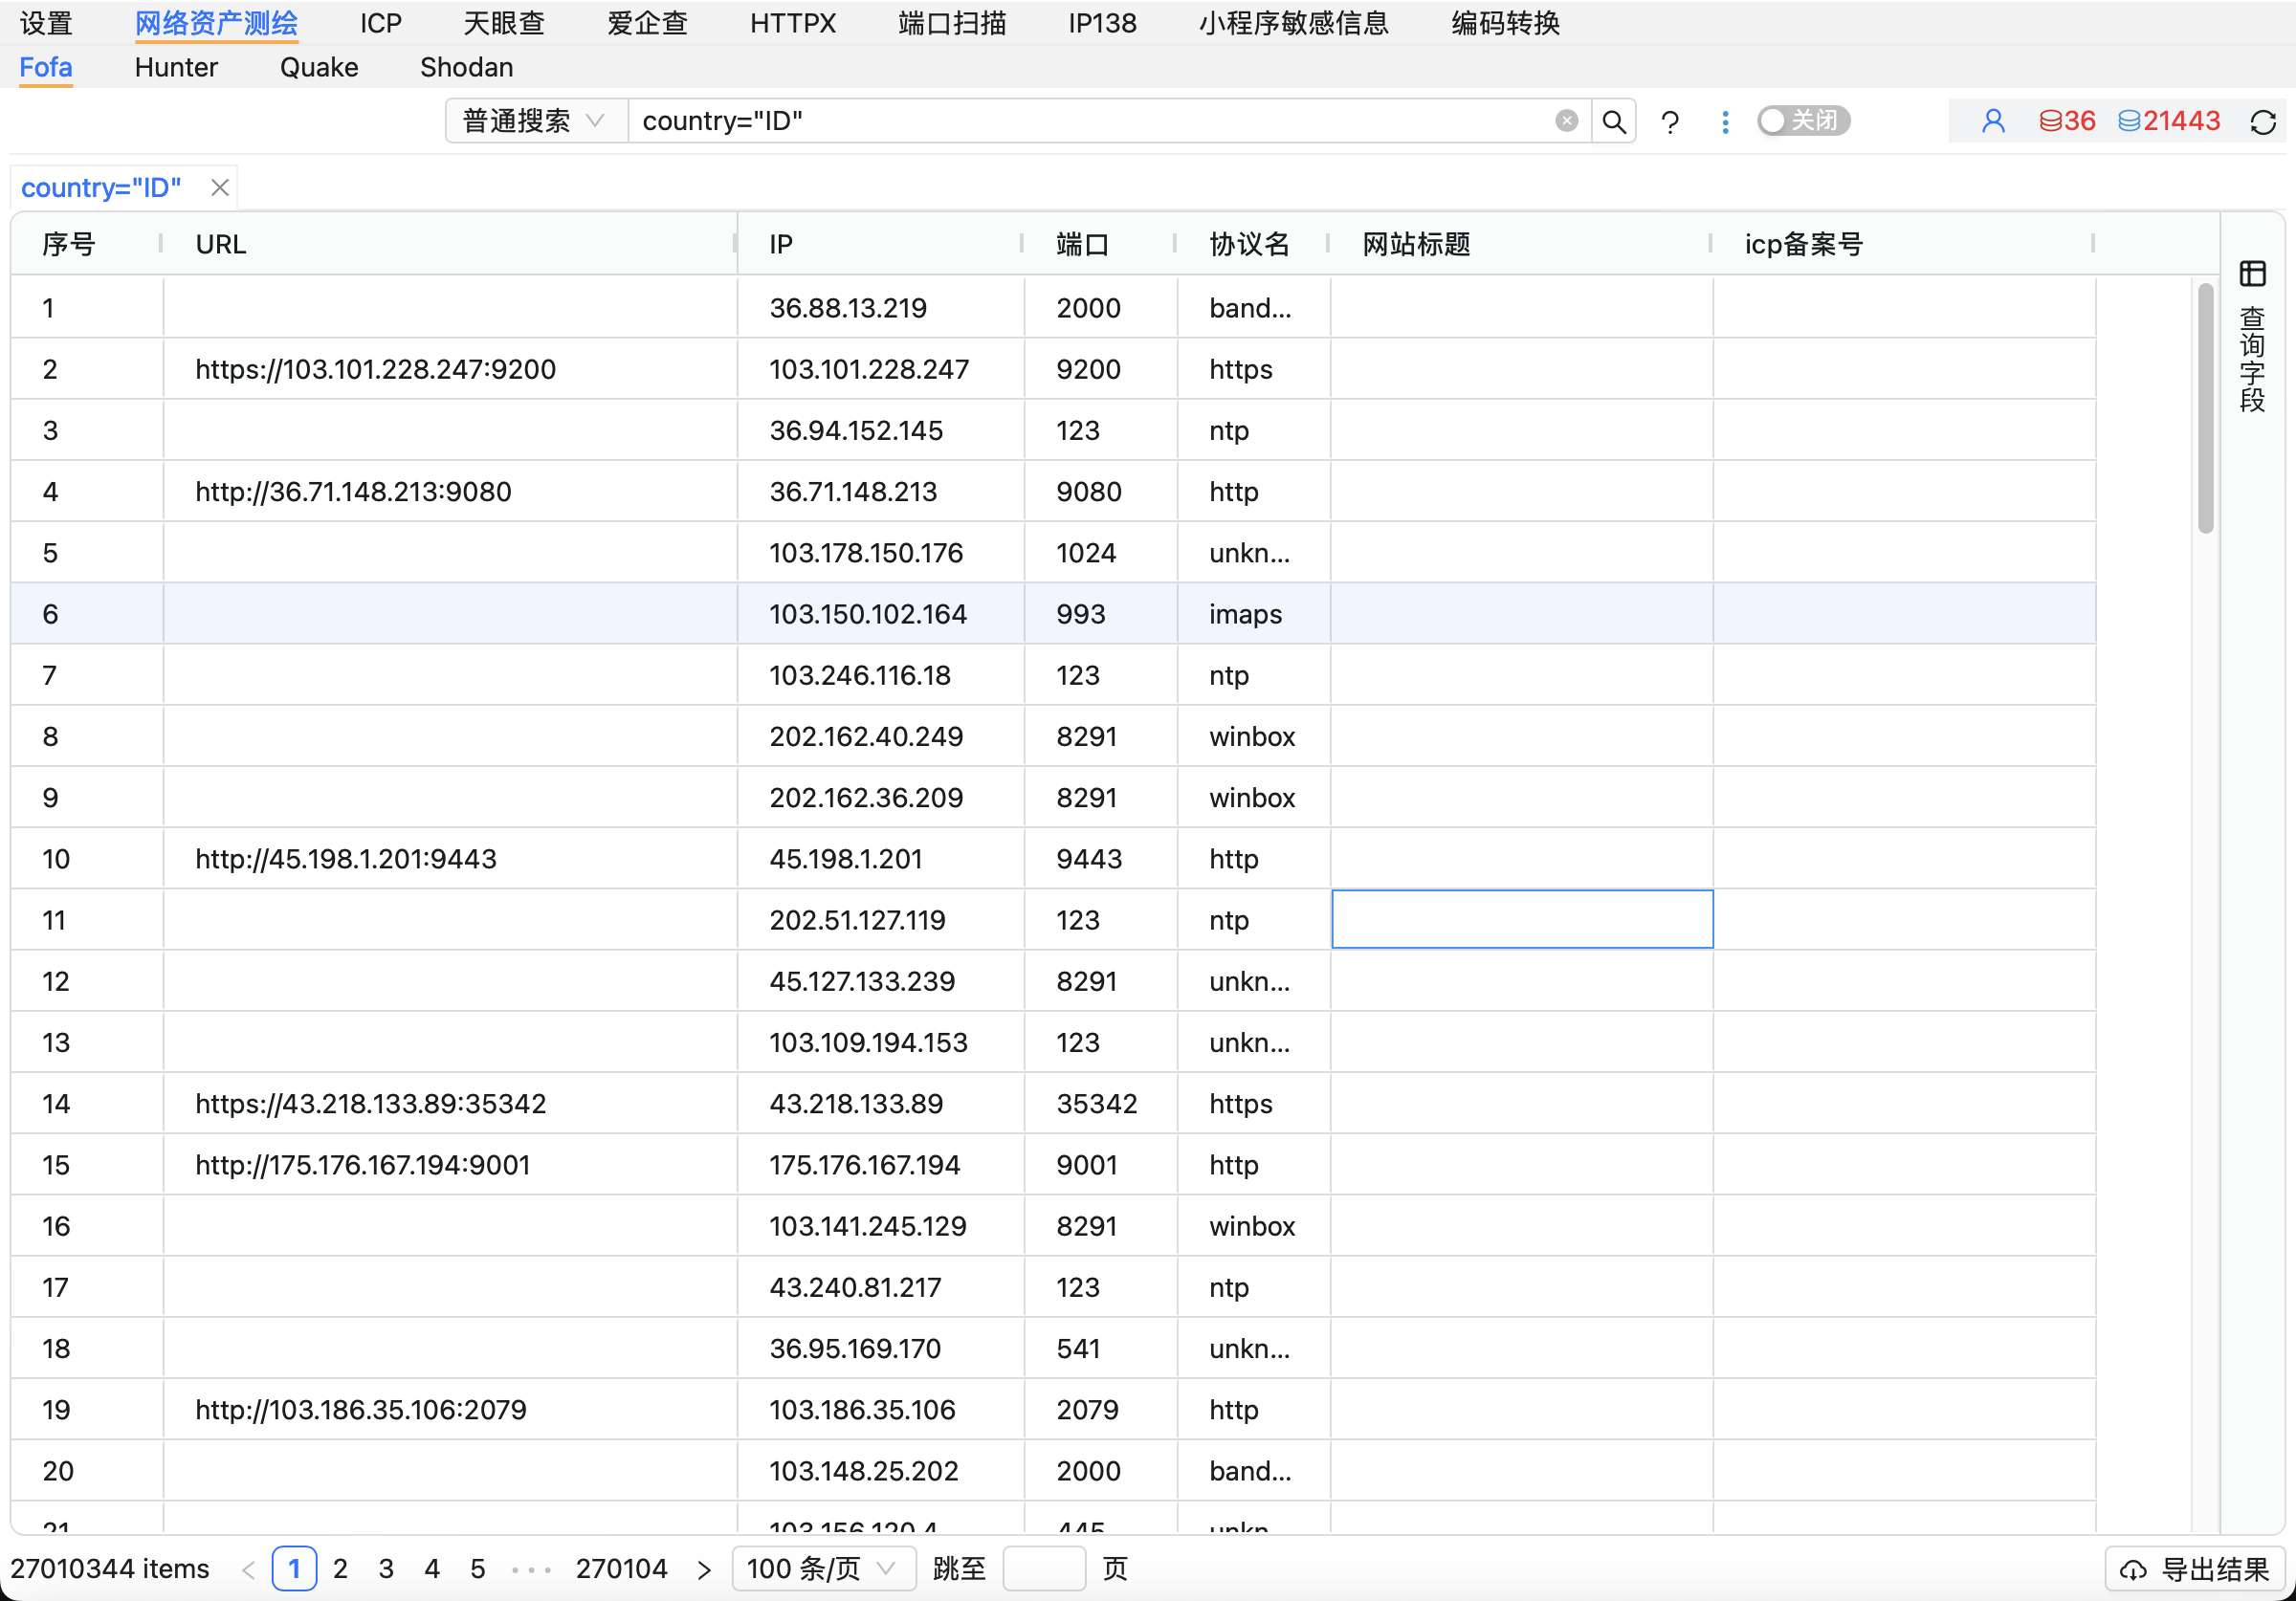 设置 网络资产测绘 ICP 天眼查 爱企查 HTTPX 端口扫描 IP138 小程序敏感信息 编码转换
Fofa Hunter Quake Shodan
普通搜索 country="ID" ? 关闭 36 21443
country="ID"
序号 URL IP 端口 协议名 网站标题 icp备案号
查询字段
1 36.88.13.219 2000 band...
2 https://103.101.228.247:9200 103.101.228.247 9200 https
3 36.94.152.145 123 ntp
4 http://36.71.148.213:9080 36.71.148.213 9080 http
5 103.178.150.176 1024 unkn...
6 103.150.102.164 993 imaps
7 103.246.116.18 123 ntp
8 202.162.40.249 8291 winbox
9 202.162.36.209 8291 winbox
10 http://45.198.1.201:9443 45.198.1.201 9443 http
11 202.51.127.119 123 ntp
12 45.127.133.239 8291 unkn...
13 103.109.194.153 123 unkn...
14 https://43.218.133.89:35342 43.218.133.89 35342 https
15 http://175.176.167.194:9001 175.176.167.194 9001 http
16 103.141.245.129 8291 winbox
17 43.240.81.217 123 ntp
18 36.95.169.170 541 unkn...
19 http://103.186.35.106:2079 103.186.35.106 2079 http
20 103.148.25.202 2000 band...
21 103.156.120.4 445 unkn
27010344 items < 1 2 3 4 5 ··· 270104 > 100 条/页 跳至 页 导出结果